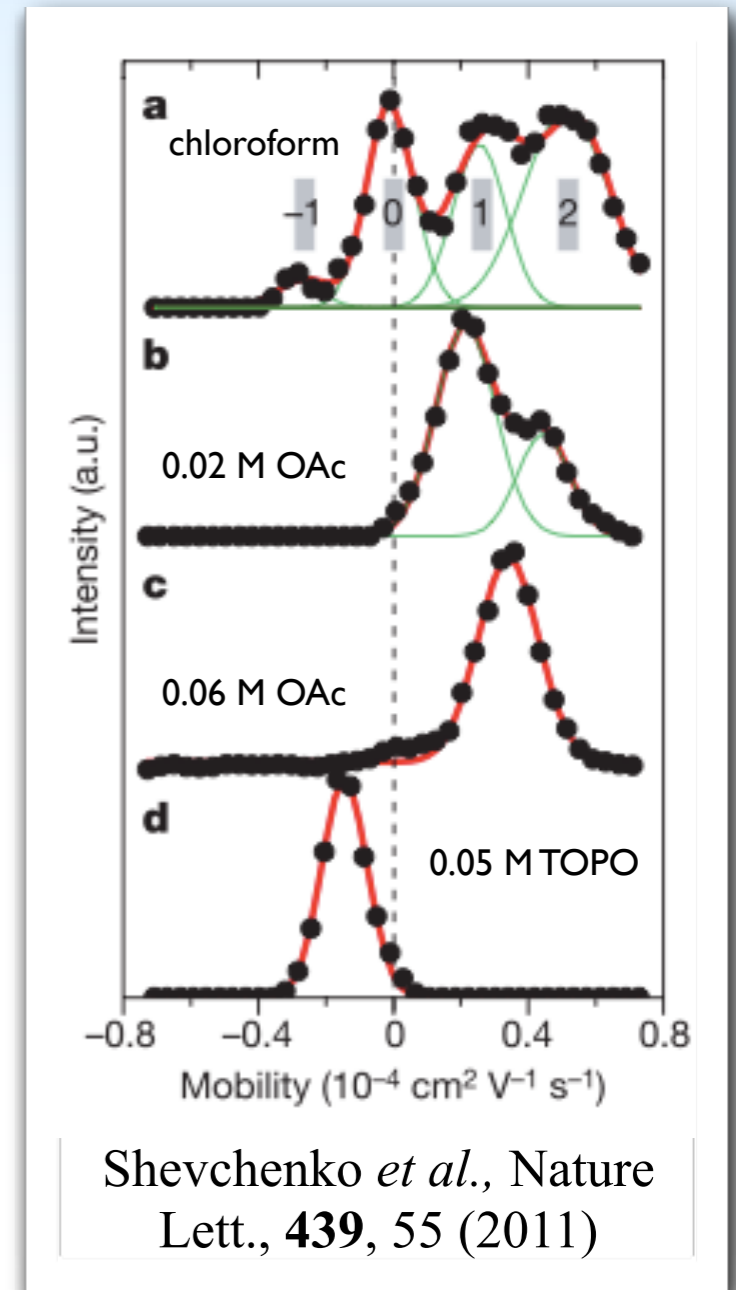 a
chloroform
–1 0 1 2
b
0.02 M OAc
c
0.06 M OAc
d
0.05 M TOPO
Intensity (a.u.)
–0.8 –0.4 0 0.4 0.8
Mobility (10⁻⁴ cm² V⁻¹ s⁻¹)
Shevchenko et al., Nature
Lett., 439, 55 (2011)